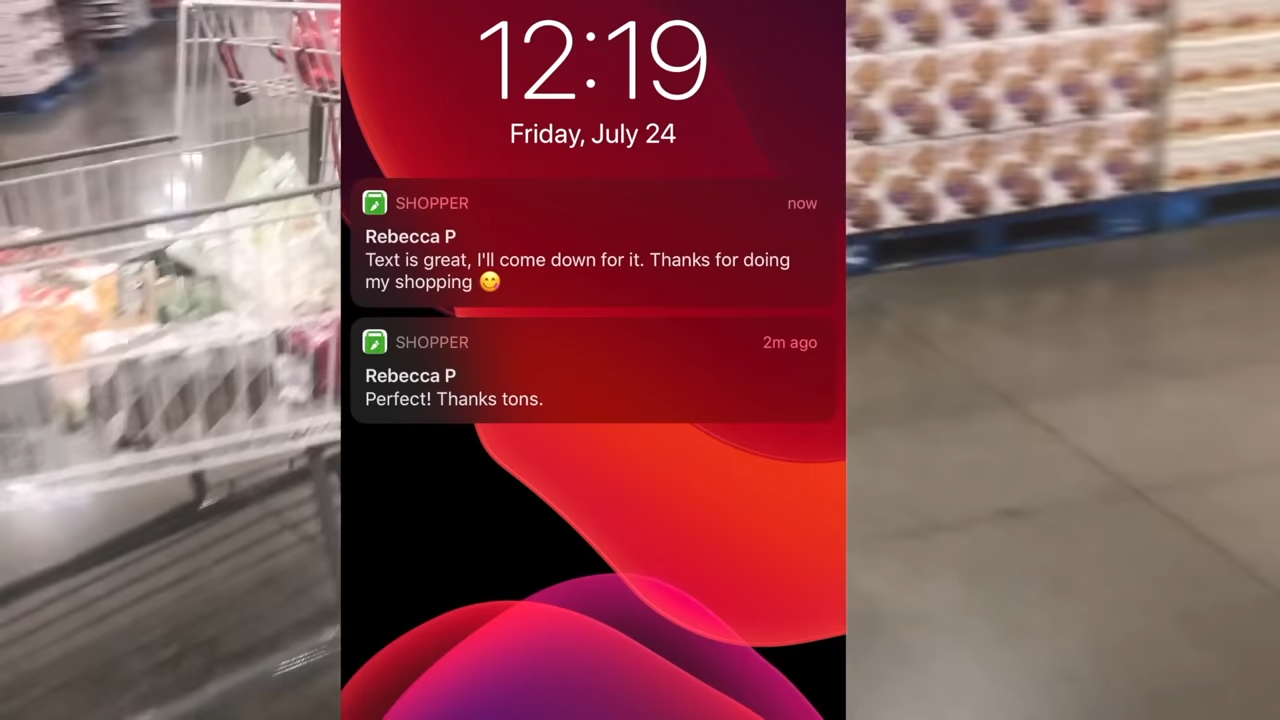 12:19
Friday, July 24
SHOPPER now
Rebecca P
Text is great, I'll come down for it. Thanks for doing
my shopping 😋
SHOPPER 2m ago
Rebecca P
Perfect! Thanks tons.